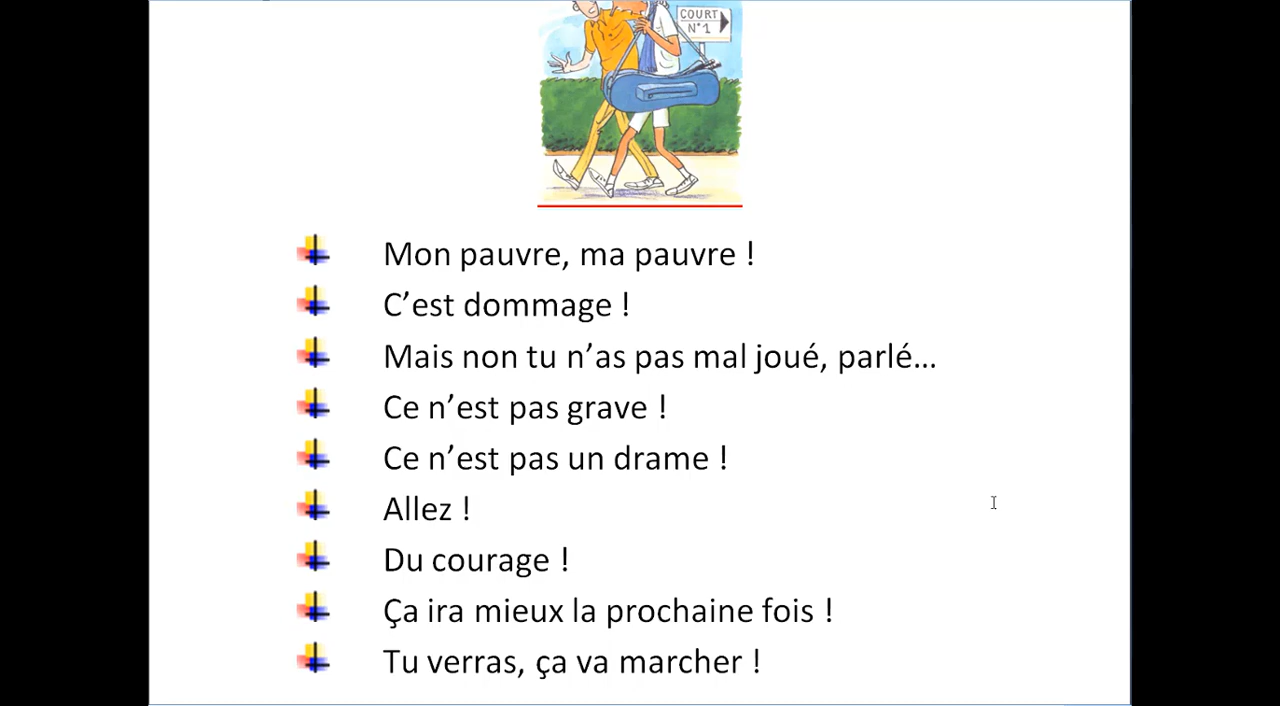 COURT
N°1
Mon pauvre, ma pauvre !
C’est dommage !
Mais non tu n’as pas mal joué, parlé…
Ce n’est pas grave !
Ce n’est pas un drame !
Allez !
Du courage !
Ça ira mieux la prochaine fois !
Tu verras, ça va marcher !